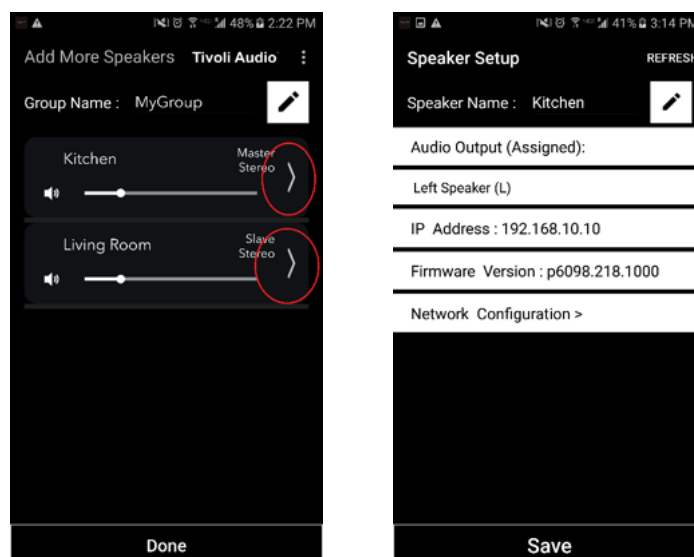 48% 2:22 PM
Add More Speakers Tivoli Audio
Group Name : MyGroup
Kitchen
Master
Stereo
Living Room
Slave
Stereo
Done
41% 3:14 PM
Speaker Setup REFRESH
Speaker Name : Kitchen
Audio Output (Assigned):
Left Speaker (L)
IP Address : 192.168.10.10
Firmware Version : p6098.218.1000
Network Configuration >
Save